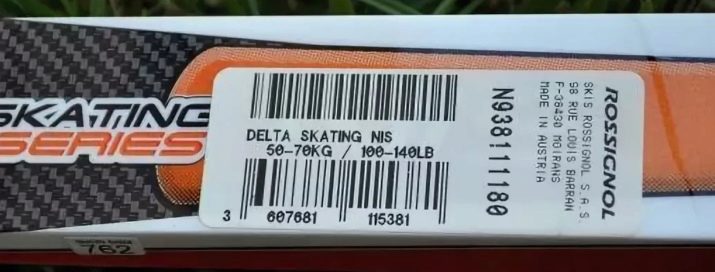 SKATING
SERIES
DELTA SKATING NIS
50-70KG / 100-140LB
3 607681 115381
N938111180
ROSSIGNOL
SKIS ROSSIGNOL S.A.S.
98 RUE LOUIS BARRAN
F-38430 MOIRANS
MADE IN AUSTRIA
762